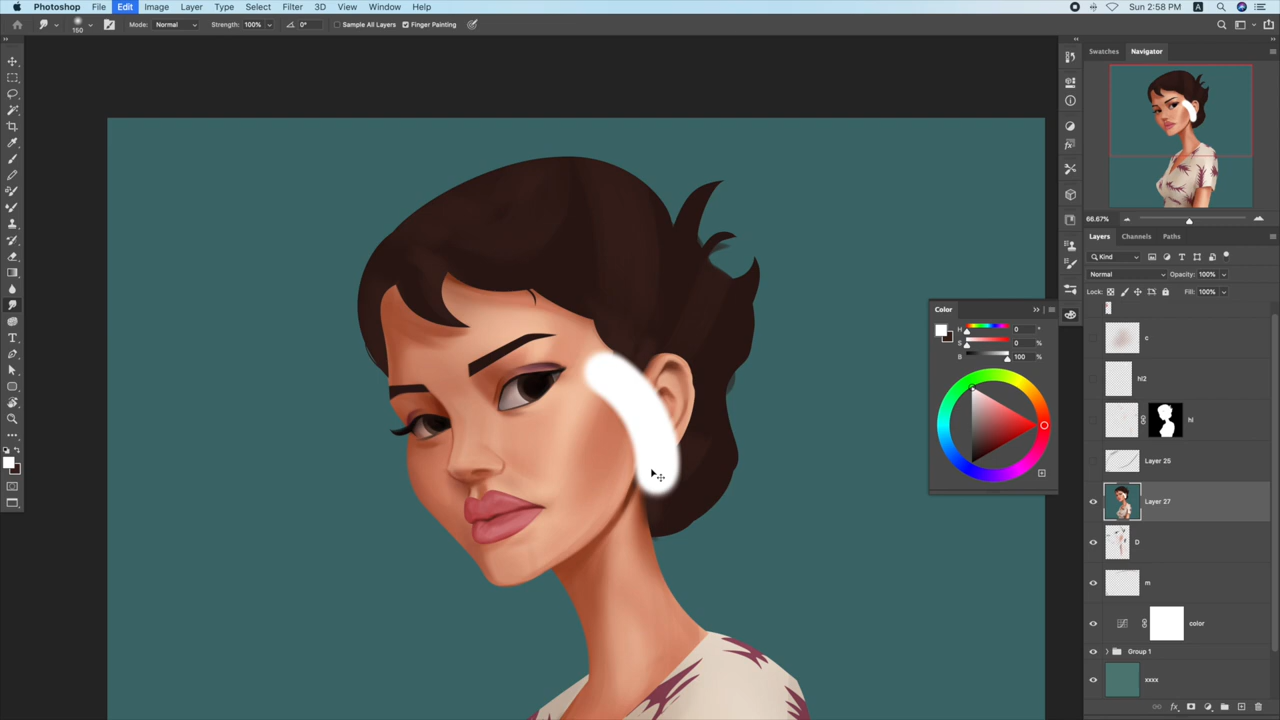 Photoshop File Edit Image Layer Type Select Filter 3D View Window Help Sun 2:58 PM A
150 Mode: Normal Strength: 100% 0° Sample All Layers Finger Painting
Swatches Navigator
66.67%
Layers Channels Paths
Kind
Normal Opacity: 100%
Lock: Fill: 100%
Color
H 0 °
S 0 %
B 100 %
c
hl2
hl
Layer 25
Layer 27
D
m
color
Group 1
xxxx